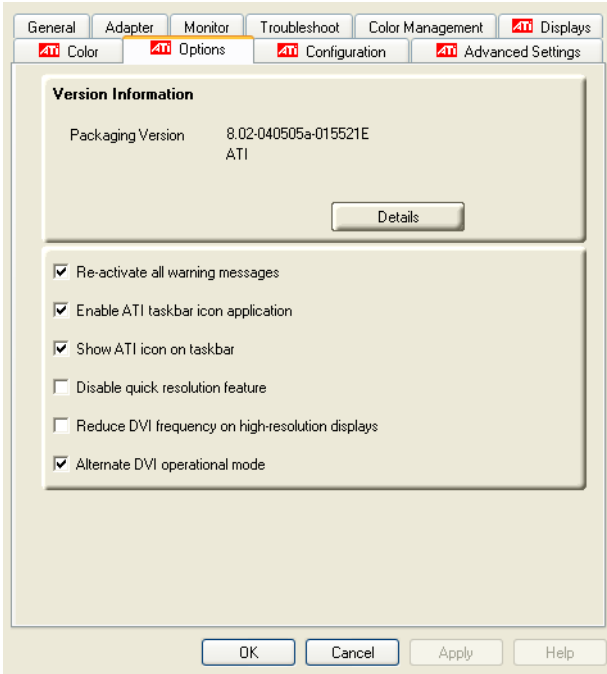 General Adapter Monitor Troubleshoot Color Management ATI Displays
ATI Color ATI Options ATI Configuration ATI Advanced Settings
Version Information
Packaging Version 8.02-040505a-015521E
ATI
Details
Re-activate all warning messages
Enable ATI taskbar icon application
Show ATI icon on taskbar
Disable quick resolution feature
Reduce DVI frequency on high-resolution displays
Alternate DVI operational mode
OK Cancel Apply Help